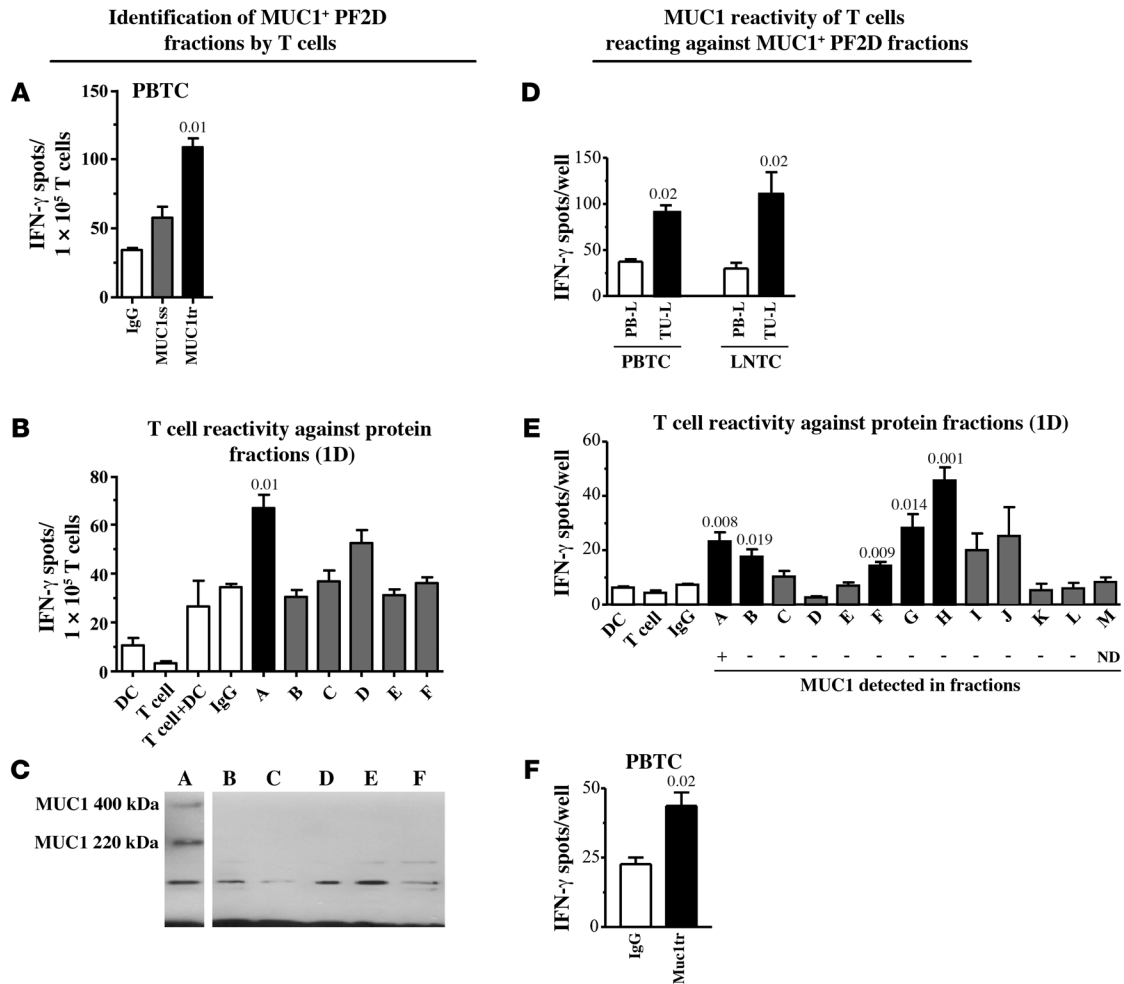 Identification of MUC1⁺ PF2D
fractions by T cells
MUC1 reactivity of T cells
reacting against MUC1⁺ PF2D fractions
A
PBTC
IFN-γ spots/
1 × 10⁵ T cells
150
100
50
0
0.01
IgG
MUC1ss
MUC1tr
D
IFN-γ spots/well
150
100
50
0
0.02
0.02
PB-L
TU-L
PB-L
TU-L
PBTC
LNTC
B
T cell reactivity against protein
fractions (1D)
IFN-γ spots/
1 × 10⁵ T cells
80
60
40
20
0
0.01
DC
T cell
T cell+DC
IgG
A
B
C
D
E
F
E
T cell reactivity against protein fractions (1D)
IFN-γ spots/well
60
40
20
0
0.008
0.019
0.009
0.014
0.001
DC
T cell
IgG
A
B
C
D
E
F
G
H
I
J
K
L
M
+ - - - - - - - - - - - ND
MUC1 detected in fractions
C
A B C D E F
MUC1 400 kDa
MUC1 220 kDa
F
PBTC
IFN-γ spots/well
50
25
0
0.02
IgG
Muc1tr